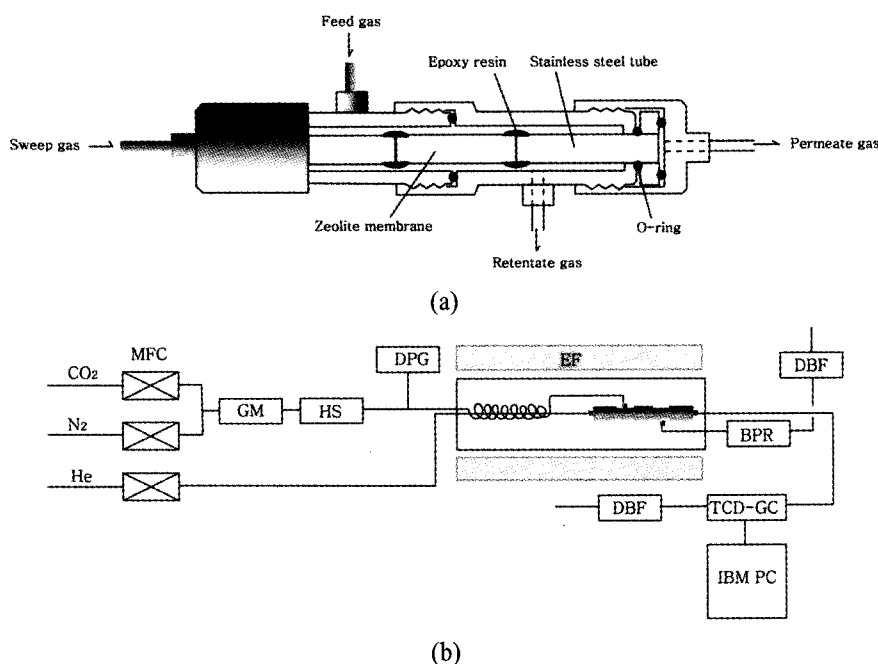 Feed gas
Epoxy resin
Stainless steel tube
Sweep gas
Permeate gas
Zeolite membrane
O-ring
Retentate gas
(a)
MFC
CO2
N2
He
GM
HS
DPG
EF
DBF
BPR
DBF
TCD-GC
IBM PC
(b)